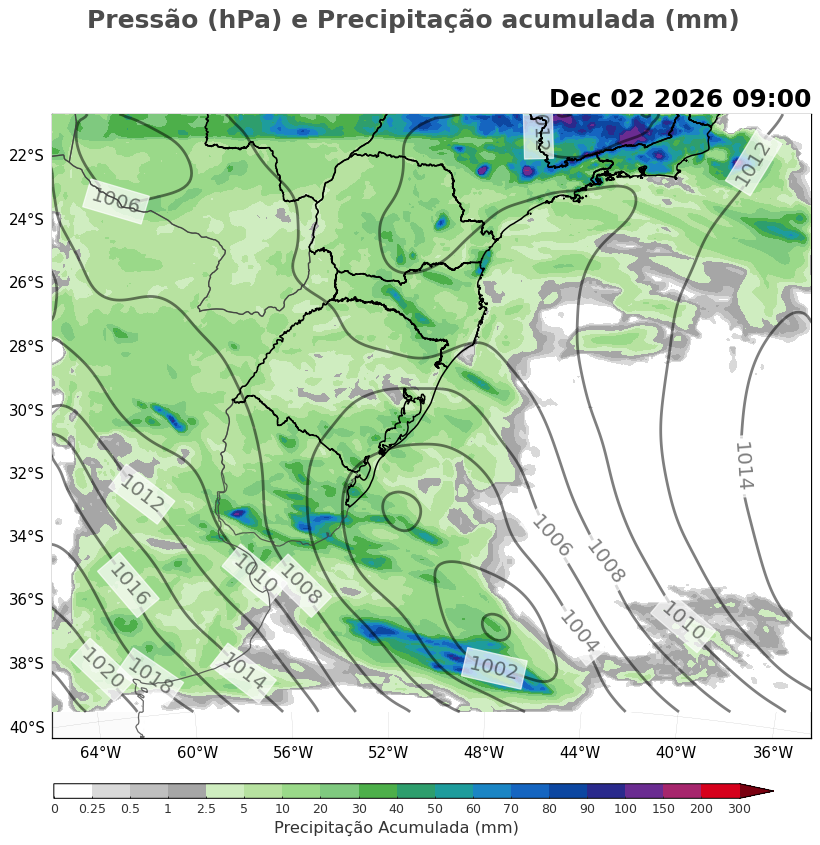 Pressão (hPa) e Precipitação acumulada (mm)
Dec 02 2026 09:00
22°S
24°S
26°S
28°S
30°S
32°S
34°S
36°S
38°S
40°S
1012
1006
1014
1012
1006
1008
1010
1008
1016
1004
1010
1002
1014
1018
1020
64°W 60°W 56°W 52°W 48°W 44°W 40°W 36°W
0 0.25 0.5 1 2.5 5 10 20 30 40 50 60 70 80 90 100 150 200 300
Precipitação Acumulada (mm)